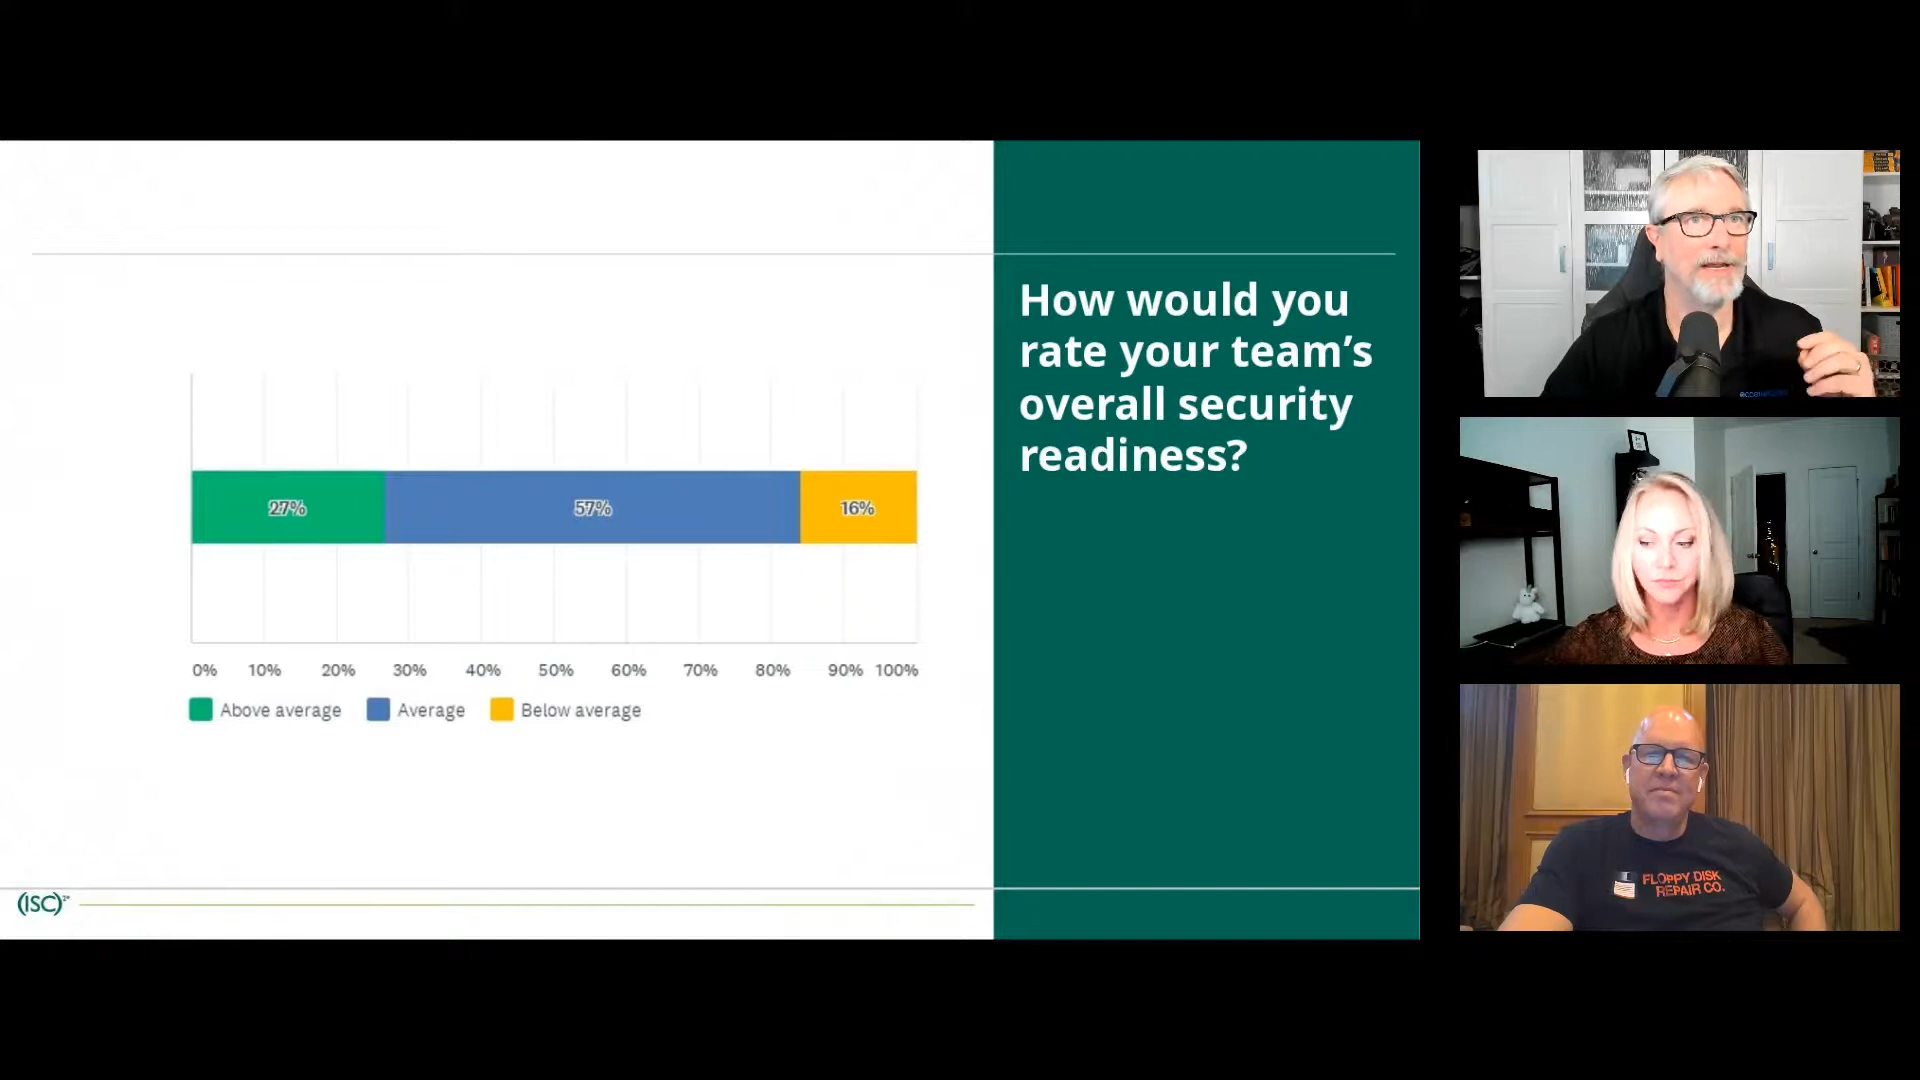 How would you
rate your team’s
overall security
readiness?
27%
57%
16%
0% 10% 20% 30% 40% 50% 60% 70% 80% 90% 100%
Above average Average Below average
(ISC)²
FLOPPY DISK
REPAIR CO.